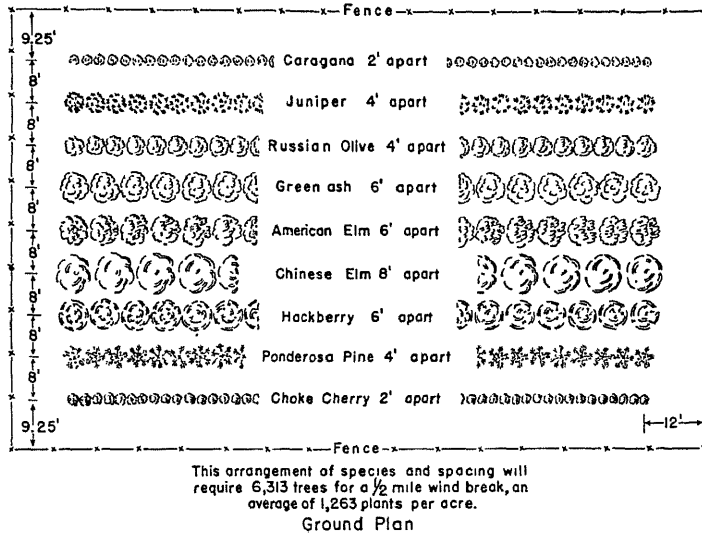 Fence
9.25'
Caragana 2' apart
8'
Juniper 4' apart
8'
Russian Olive 4' apart
8'
Green ash 6' apart
8'
American Elm 6' apart
8'
Chinese Elm 8' apart
8'
Hackberry 6' apart
8'
Ponderosa Pine 4' apart
8'
Choke Cherry 2' apart
9.25'
12'
Fence
This arrangement of species and spacing will
require 6,313 trees for a 1/2 mile wind break, an
average of 1,263 plants per acre.
Ground Plan